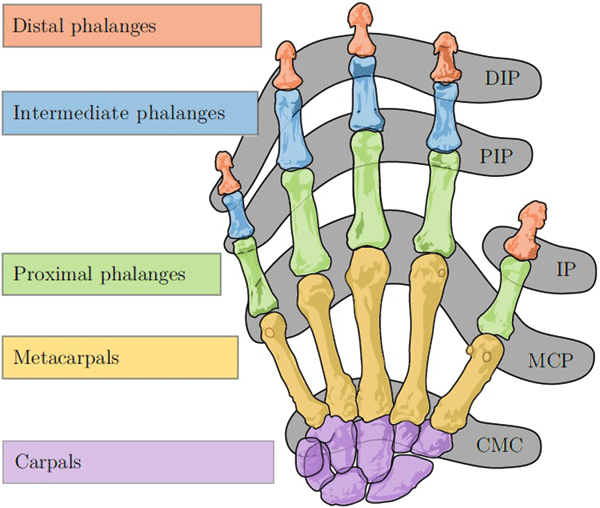 Distal phalanges
DIP
Intermediate phalanges
PIP
Proximal phalanges
IP
Metacarpals
MCP
Carpals
CMC